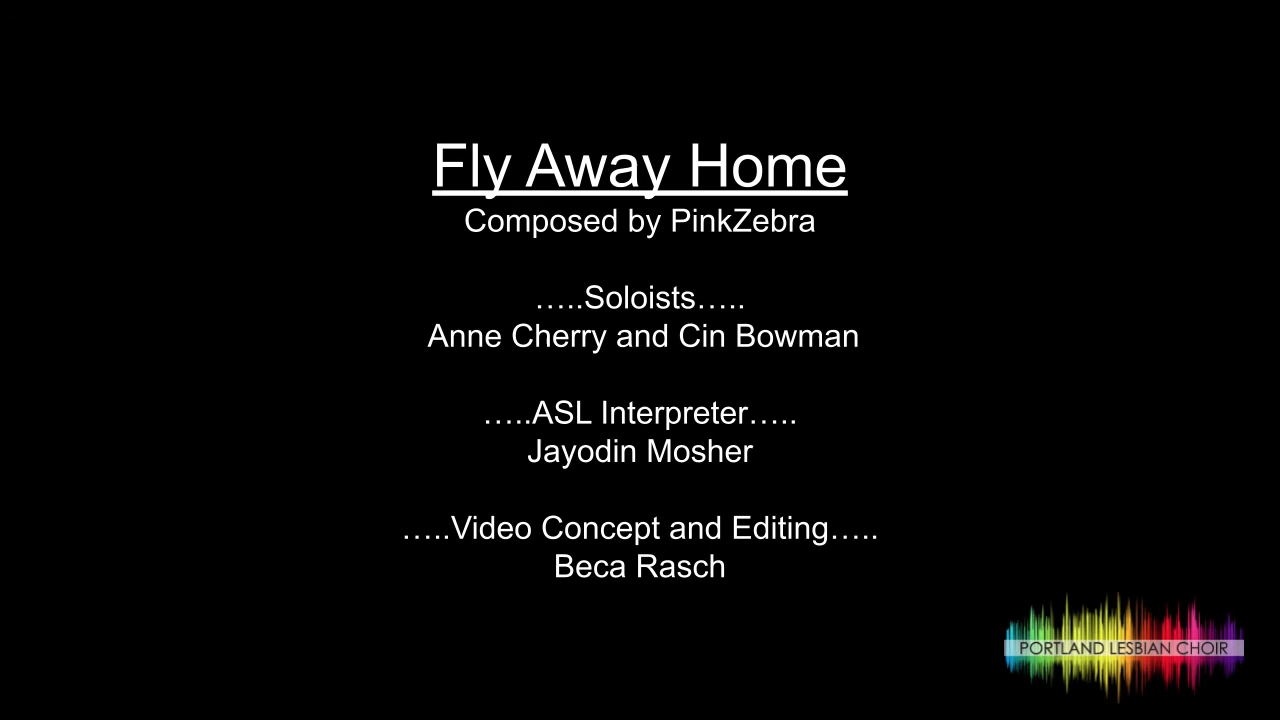 Fly Away Home
Composed by PinkZebra
…..Soloists…..
Anne Cherry and Cin Bowman
…..ASL Interpreter…..
Jayodin Mosher
…..Video Concept and Editing…..
Beca Rasch
PORTLAND LESBIAN CHOIR